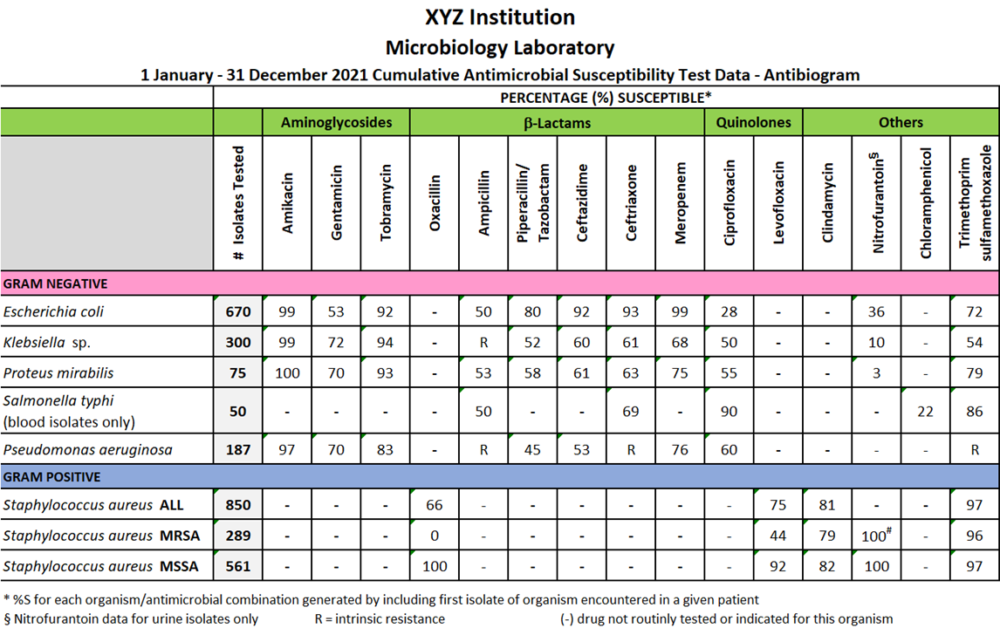 XYZ Institution
Microbiology Laboratory
1 January - 31 December 2021 Cumulative Antimicrobial Susceptibility Test Data - Antibiogram
PERCENTAGE (%) SUSCEPTIBLE*
Aminoglycosides β-Lactams Quinolones Others
# Isolates Tested
Amikacin
Gentamicin
Tobramycin
Oxacillin
Ampicillin
Piperacillin/
Tazobactam
Ceftazidime
Ceftriaxone
Meropenem
Ciprofloxacin
Levofloxacin
Clindamycin
Nitrofurantoin§
Chloramphenicol
Trimethoprim
sulfamethoxazole
GRAM NEGATIVE
Escherichia coli 670 99 53 92 - 50 80 92 93 99 28 - - 36 - 72
Klebsiella sp. 300 99 72 94 - R 52 60 61 68 50 - - 10 - 54
Proteus mirabilis 75 100 70 93 - 53 58 61 63 75 55 - - 3 - 79
Salmonella typhi
(blood isolates only) 50 - - - - 50 - - 69 - 90 - - - 22 86
Pseudomonas aeruginosa 187 97 70 83 - R 45 53 R 76 60 - - - - R
GRAM POSITIVE
Staphylococcus aureus ALL 850 - - - 66 - - - - - - 75 81 - - 97
Staphylococcus aureus MRSA 289 - - - 0 - - - - - - 44 79 100# - 96
Staphylococcus aureus MSSA 561 - - - 100 - - - - - - 92 82 100 - 97
* %S for each organism/antimicrobial combination generated by including first isolate of organism encountered in a given patient
§ Nitrofurantoin data for urine isolates only R = intrinsic resistance (-) drug not routinly tested or indicated for this organism